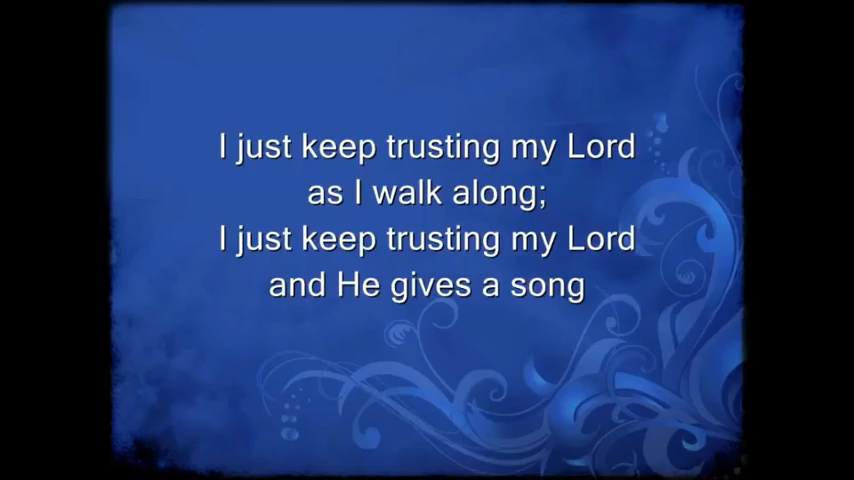 I just keep trusting my Lord
as I walk along;
I just keep trusting my Lord
and He gives a song